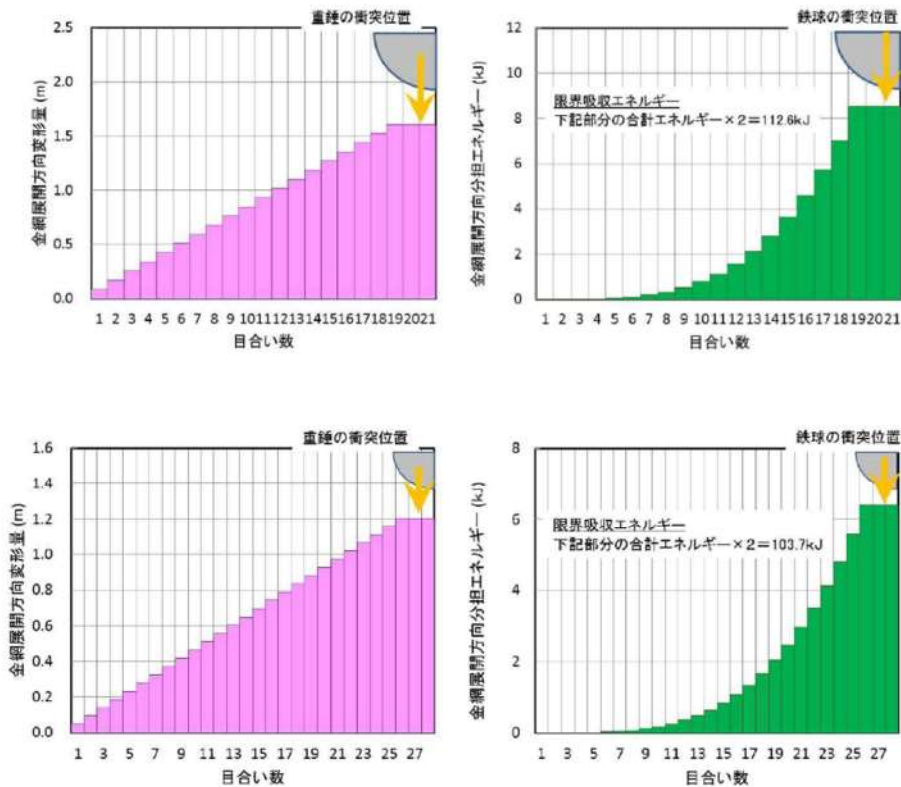 重錘の衝突位置
2.5
2.0
1.5
1.0
0.5
0.0
金網展開方向変形量 (m)
1 2 3 4 5 6 7 8 9 10 11 12 13 14 15 16 17 18 19 20 21
目合い数
鉄球の衝突位置
12
10
8
6
4
2
0
金網展開方向分担エネルギー (kJ)
限界吸収エネルギー
下記部分の合計エネルギー×2=112.6kJ
1 2 3 4 5 6 7 8 9 10 11 12 13 14 15 16 17 18 19 20 21
目合い数
重錘の衝突位置
1.6
1.4
1.2
1.0
0.8
0.6
0.4
0.2
0.0
金網展開方向変形量 (m)
1 3 5 7 9 11 13 15 17 19 21 23 25 27
目合い数
鉄球の衝突位置
8
6
4
2
0
金網展開方向分担エネルギー (kJ)
限界吸収エネルギー
下記部分の合計エネルギー×2=103.7kJ
1 3 5 7 9 11 13 15 17 19 21 23 25 27
目合い数